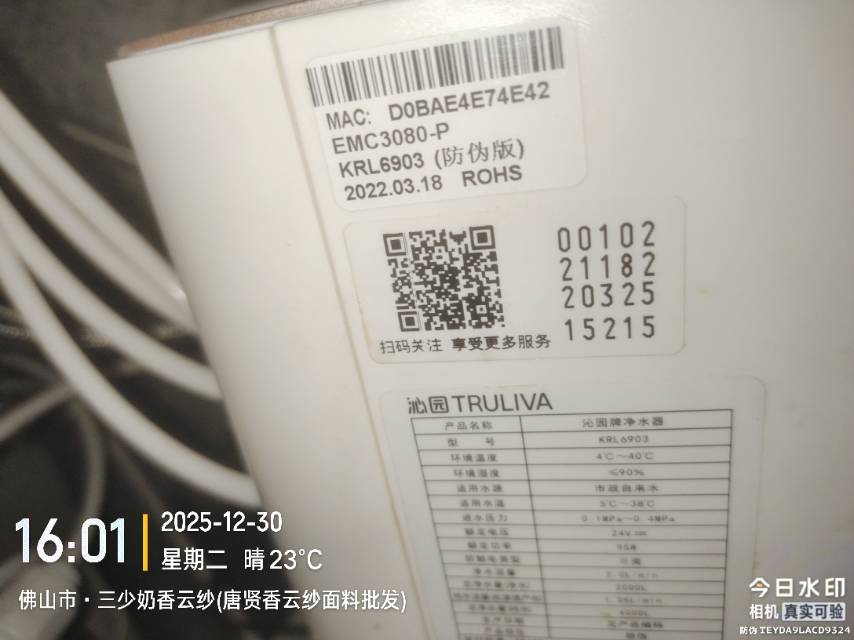 MAC: D0BAE4E74E42
EMC3080-P
KRL6903 (防伪版)
2022.03.18 ROHS
00102
21182
20325
15215
扫码关注 享受更多服务
沁园TRULIVA
产品名称 沁园牌净水器
型 号 KRL6903
环境温度 4℃~40℃
环境湿度 ≤90%
适用水源 市政自来水
适用水温 5℃~38℃
进水压力 0.1MPa~0.4MPa
额定电压 24V
额定功率
16:01
2025-12-30
星期二 晴 23℃
佛山市·三少奶香云纱(唐贤香云纱面料批发)
今日水印
相机 真实可验
防伪 TEYDA9LACD9324